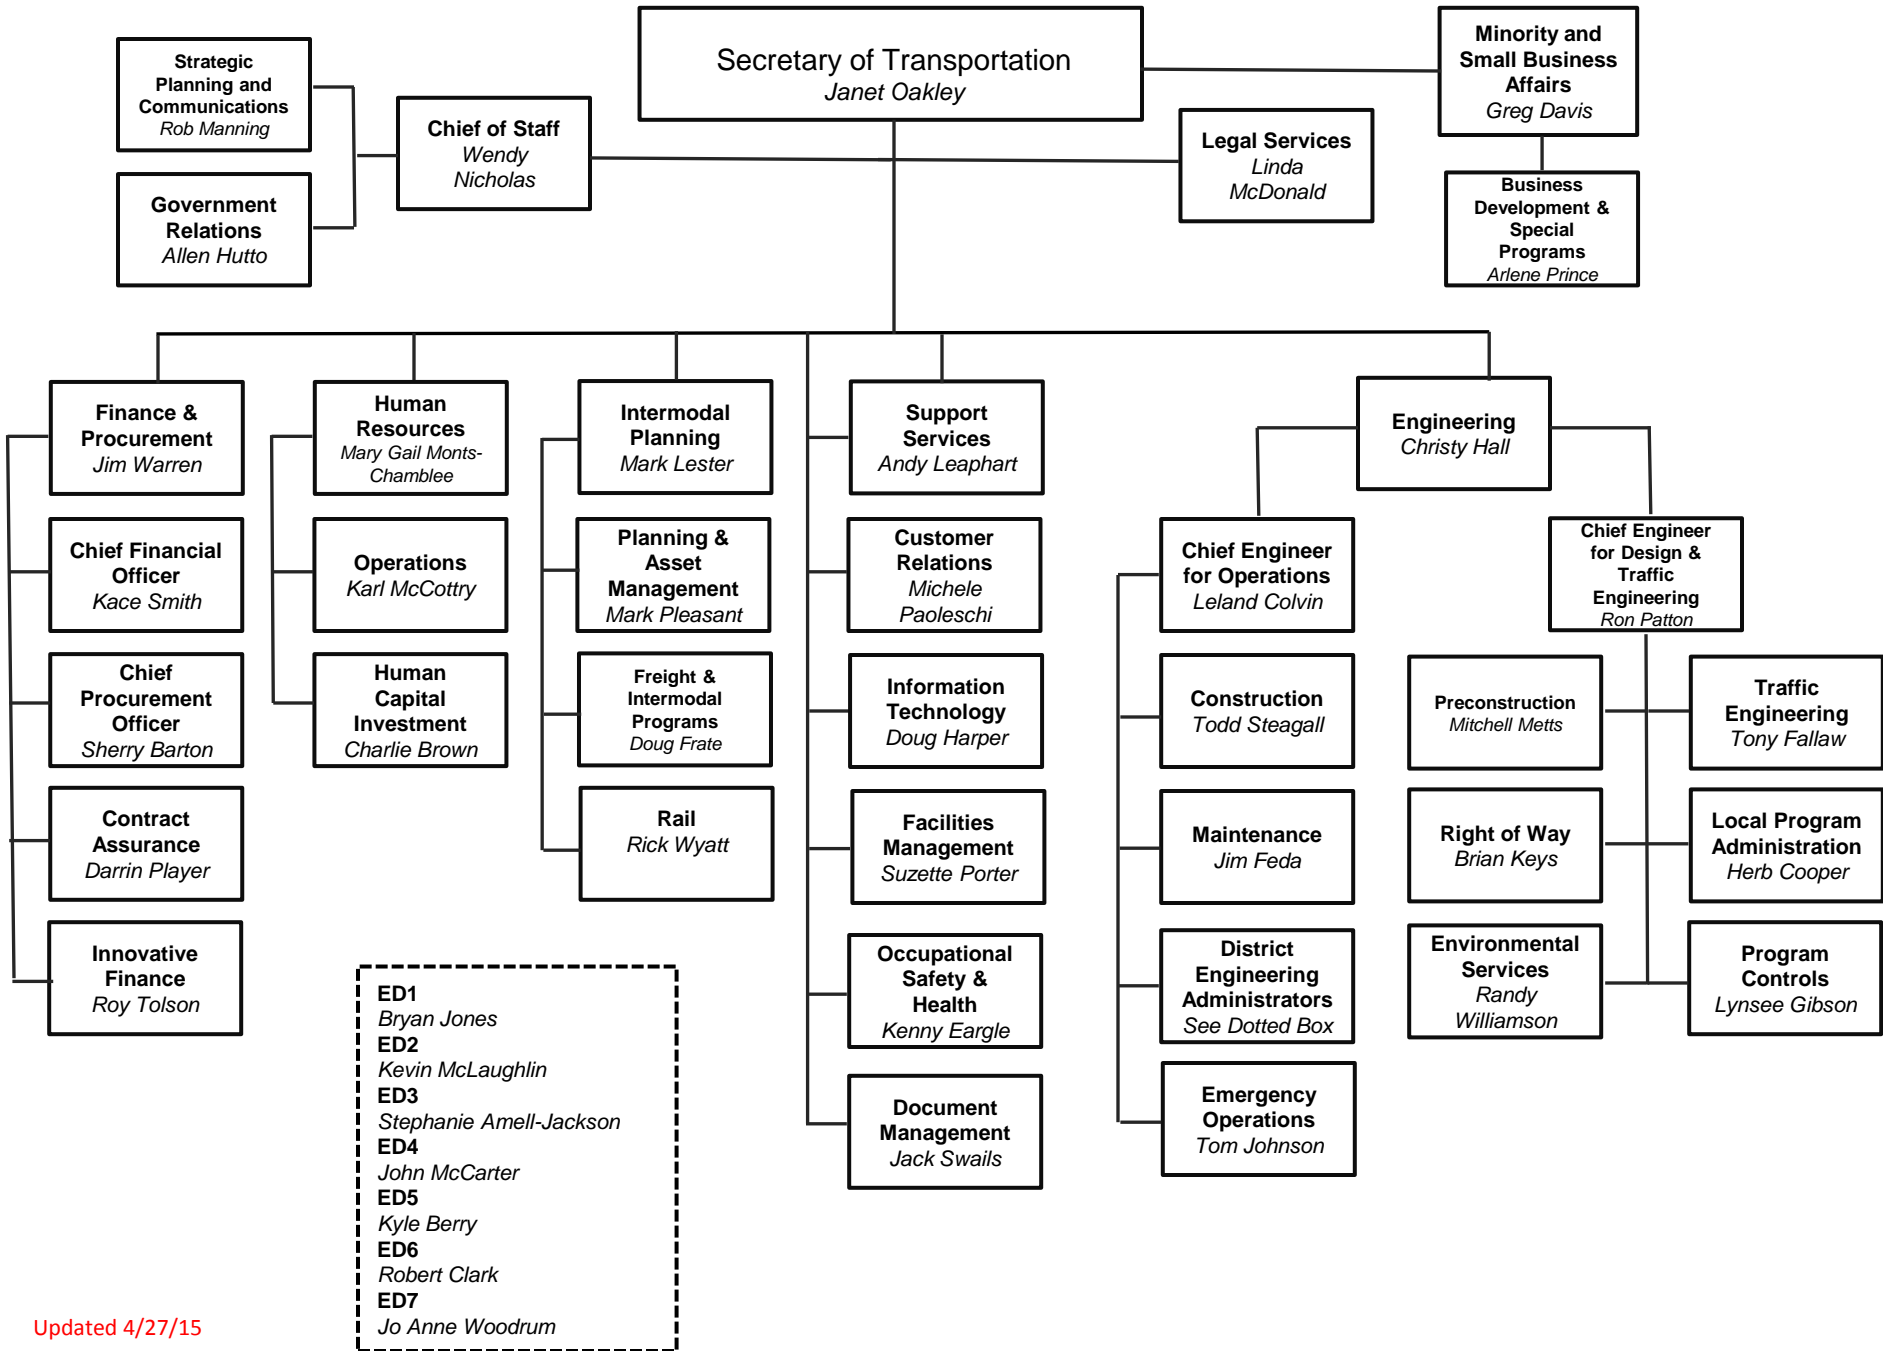 Secretary of Transportation
Janet Oakley
Strategic
Planning and
Communications
Rob Manning
Government
Relations
Allen Hutto
Chief of Staff
Wendy
Nicholas
Legal Services
Linda
McDonald
Minority and
Small Business
Affairs
Greg Davis
Business
Development &
Special
Programs
Arlene Prince
Finance &
Procurement
Jim Warren
Chief Financial
Officer
Kace Smith
Chief
Procurement
Officer
Sherry Barton
Contract
Assurance
Darrin Player
Innovative
Finance
Roy Tolson
Human
Resources
Mary Gail Monts-
Chamblee
Operations
Karl McCottry
Human
Capital
Investment
Charlie Brown
Intermodal
Planning
Mark Lester
Planning &
Asset
Management
Mark Pleasant
Freight &
Intermodal
Programs
Doug Frate
Rail
Rick Wyatt
Support
Services
Andy Leaphart
Customer
Relations
Michele
Paoleschi
Information
Technology
Doug Harper
Facilities
Management
Suzette Porter
Occupational
Safety &
Health
Kenny Eargle
Document
Management
Jack Swails
Engineering
Christy Hall
Chief Engineer
for Operations
Leland Colvin
Construction
Todd Steagall
Maintenance
Jim Feda
District
Engineering
Administrators
See Dotted Box
Emergency
Operations
Tom Johnson
Chief Engineer
for Design &
Traffic
Engineering
Ron Patton
Preconstruction
Mitchell Metts
Traffic
Engineering
Tony Fallaw
Right of Way
Brian Keys
Local Program
Administration
Herb Cooper
Environmental
Services
Randy
Williamson
Program
Controls
Lynsee Gibson
ED1
Bryan Jones
ED2
Kevin McLaughlin
ED3
Stephanie Amell-Jackson
ED4
John McCarter
ED5
Kyle Berry
ED6
Robert Clark
ED7
Jo Anne Woodrum
Updated 4/27/15